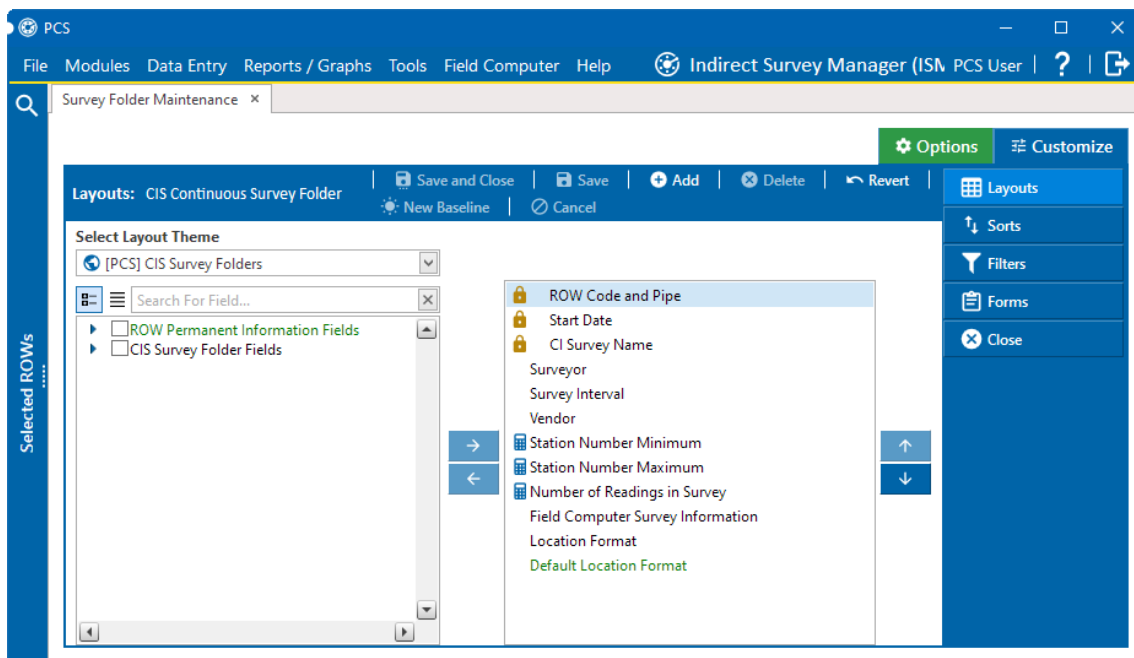 PCS
File Modules Data Entry Reports / Graphs Tools Field Computer Help Indirect Survey Manager (ISM PCS User | ? |
Survey Folder Maintenance ×
Options Customize
Layouts: CIS Continuous Survey Folder | Save and Close | Save | Add | Delete | Revert |
New Baseline | Cancel
Layouts
Sorts
Filters
Forms
Close
Select Layout Theme
[PCS] CIS Survey Folders
Search For Field...
ROW Permanent Information Fields
CIS Survey Folder Fields
ROW Code and Pipe
Start Date
CI Survey Name
Surveyor
Survey Interval
Vendor
Station Number Minimum
Station Number Maximum
Number of Readings in Survey
Field Computer Survey Information
Location Format
Default Location Format
Selected ROWs